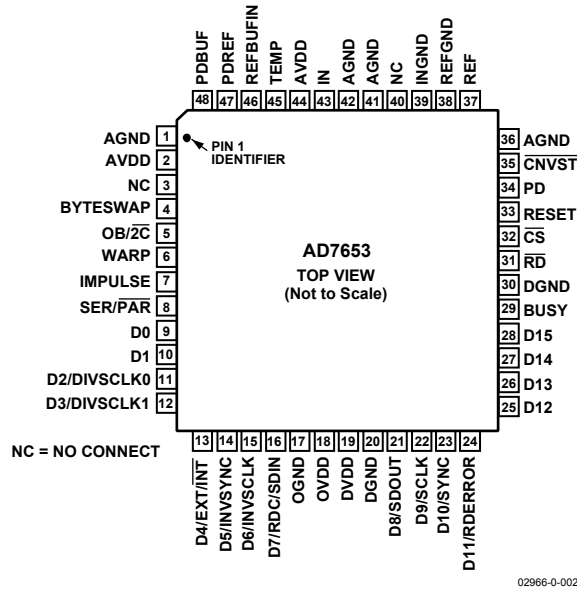 48 PDBUF
47 PDREF
46 REFBUFIN
45 TEMP
44 AVDD
43 IN
42 AGND
41 AGND
40 NC
39 INGND
38 REFGND
37 REF
AGND 1
AVDD 2
NC 3
BYTESWAP 4
OB/2C̅ 5
WARP 6
IMPULSE 7
SER/P̅A̅R̅ 8
D0 9
D1 10
D2/DIVSCLK0 11
D3/DIVSCLK1 12
PIN 1
IDENTIFIER
AD7653
TOP VIEW
(Not to Scale)
36 AGND
35 C̅N̅V̅S̅T̅
34 PD
33 RESET
32 C̅S̅
31 R̅D̅
30 DGND
29 BUSY
28 D15
27 D14
26 D13
25 D12
NC = NO CONNECT
13 D4/EXT/I̅N̅T̅
14 D5/INVSYNC
15 D6/INVSCLK
16 D7/RDC/SDIN
17 OGND
18 OVDD
19 DVDD
20 DGND
21 D8/SDOUT
22 D9/SCLK
23 D10/SYNC
24 D11/RDERROR
02966-0-002